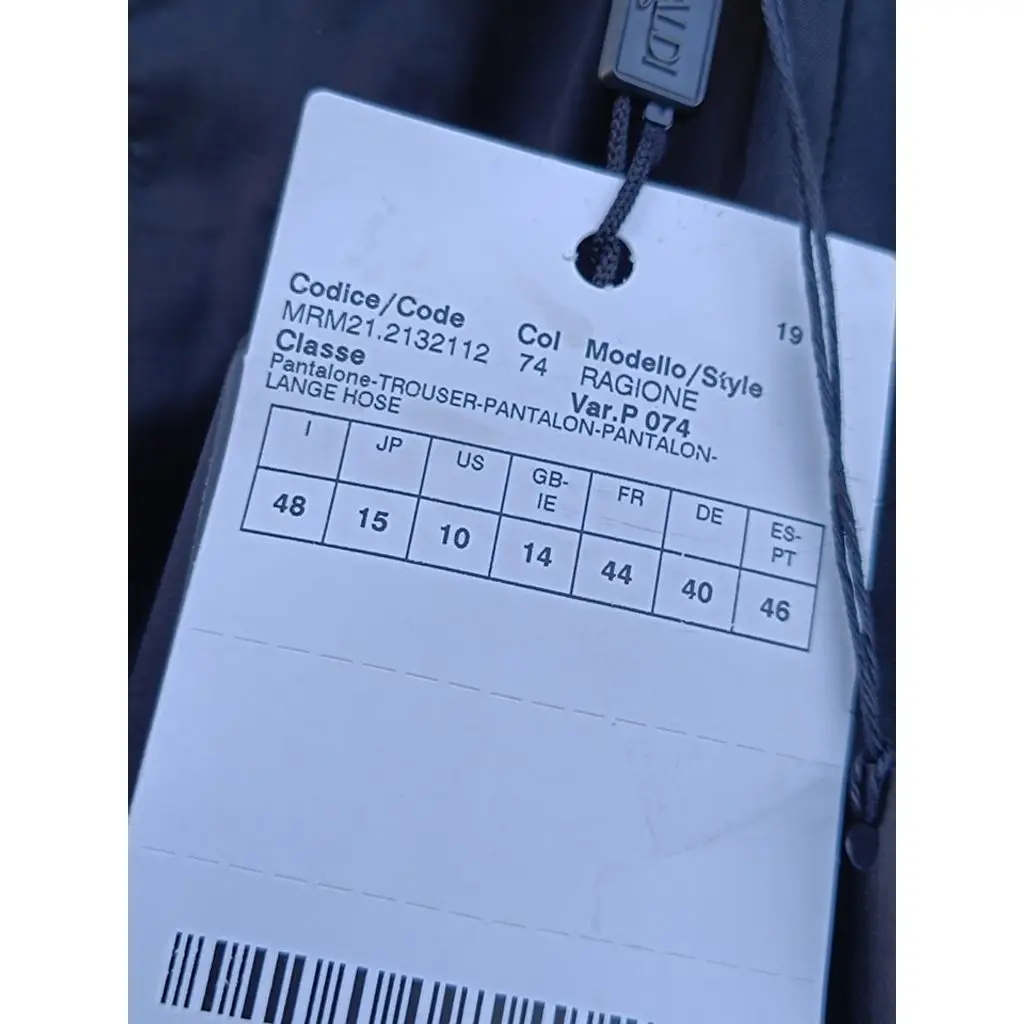 Codice/Code Col Modello/Style 19
MRM21.2132112 74 RAGIONE
Classe Var.P 074
Pantalone-TROUSER-PANTALON-PANTALON-
LANGE HOSE
I JP US GB-IE FR DE ES-PT
48 15 10 14 44 40 46